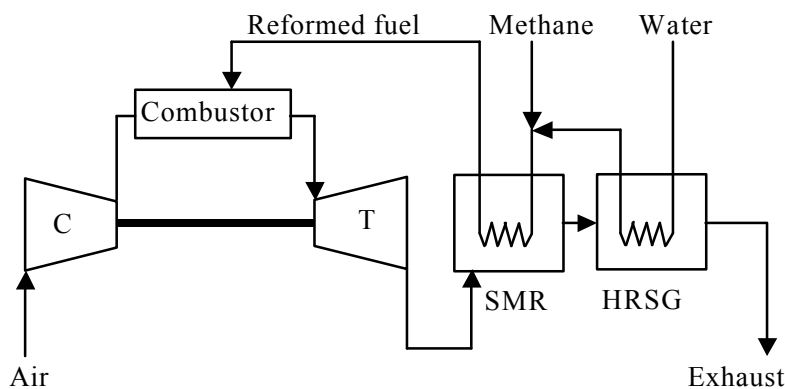 Reformed fuel
Methane
Water
Combustor
C
T
SMR
HRSG
Air
Exhaust